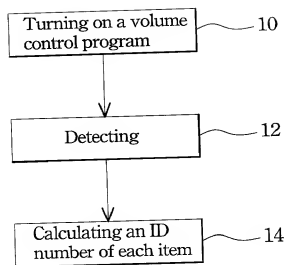 Turning on a volume
control program
10
Detecting
12
Calculating an ID
number of each item
14